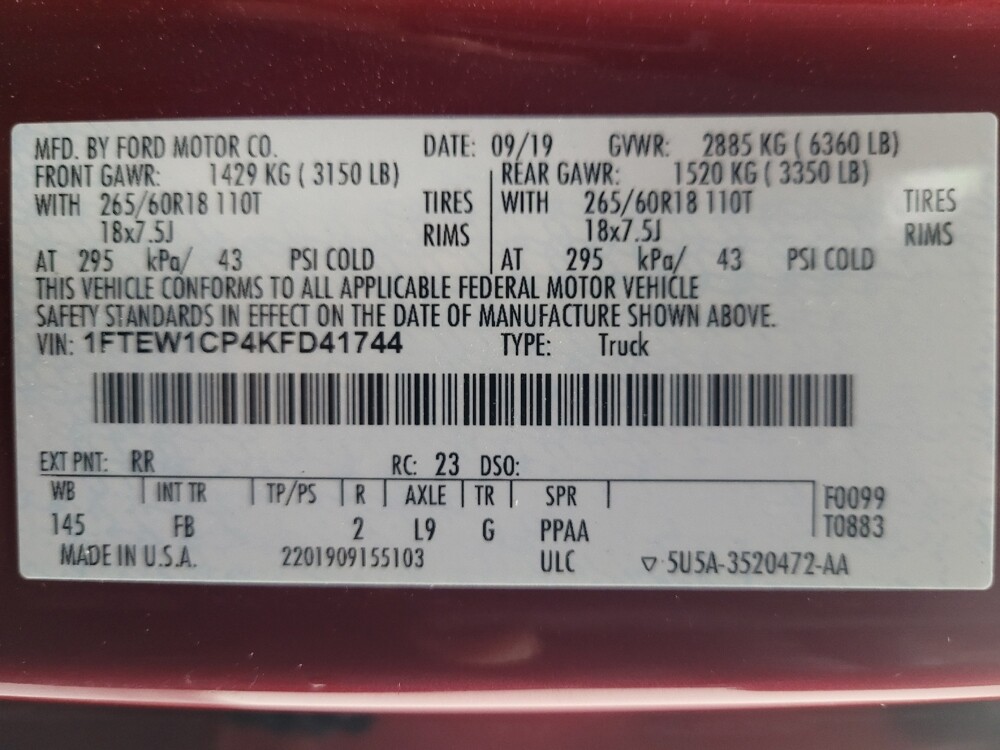 MFD. BY FORD MOTOR CO. DATE: 09/19 GVWR: 2885 KG ( 6360 LB)
FRONT GAWR: 1429 KG ( 3150 LB) REAR GAWR: 1520 KG ( 3350 LB)
WITH 265/60R18 110T TIRES WITH 265/60R18 110T TIRES
18x7.5J RIMS 18x7.5J RIMS
AT 295 kPa/ 43 PSI COLD AT 295 kPa/ 43 PSI COLD
THIS VEHICLE CONFORMS TO ALL APPLICABLE FEDERAL MOTOR VEHICLE
SAFETY STANDARDS IN EFFECT ON THE DATE OF MANUFACTURE SHOWN ABOVE.
VIN: 1FTEW1CP4KFD41744 TYPE: Truck
EXT PNT: RR RC: 23 DSO:
WB INT TR TP/PS R AXLE TR SPR F0099
145 FB 2 L9 G PPAA T0883
MADE IN U.S.A. 2201909155103 ULC ▽ 5U5A-3520472-AA